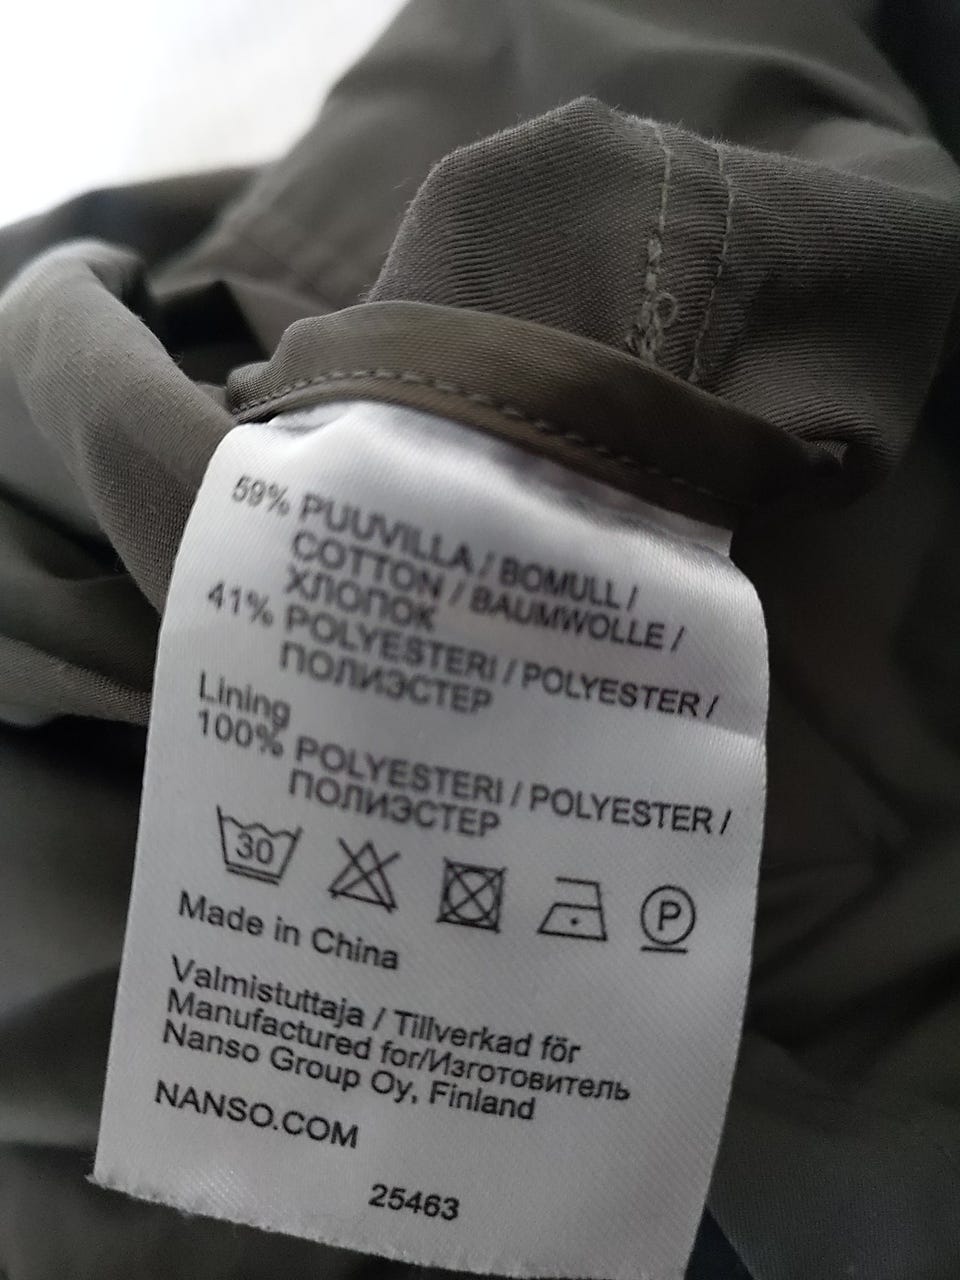 59% PUUVILLA / BOMULL /
COTTON / BAUMWOLLE /
ХЛОПОК
41% POLYESTERI / POLYESTER /
ПОЛИЭСТЕР
Lining
100% POLYESTERI / POLYESTER /
ПОЛИЭСТЕР
30
P
Made in China
Valmistuttaja / Tillverkad för
Manufactured for/Изготовитель
Nanso Group Oy, Finland
NANSO.COM
25463